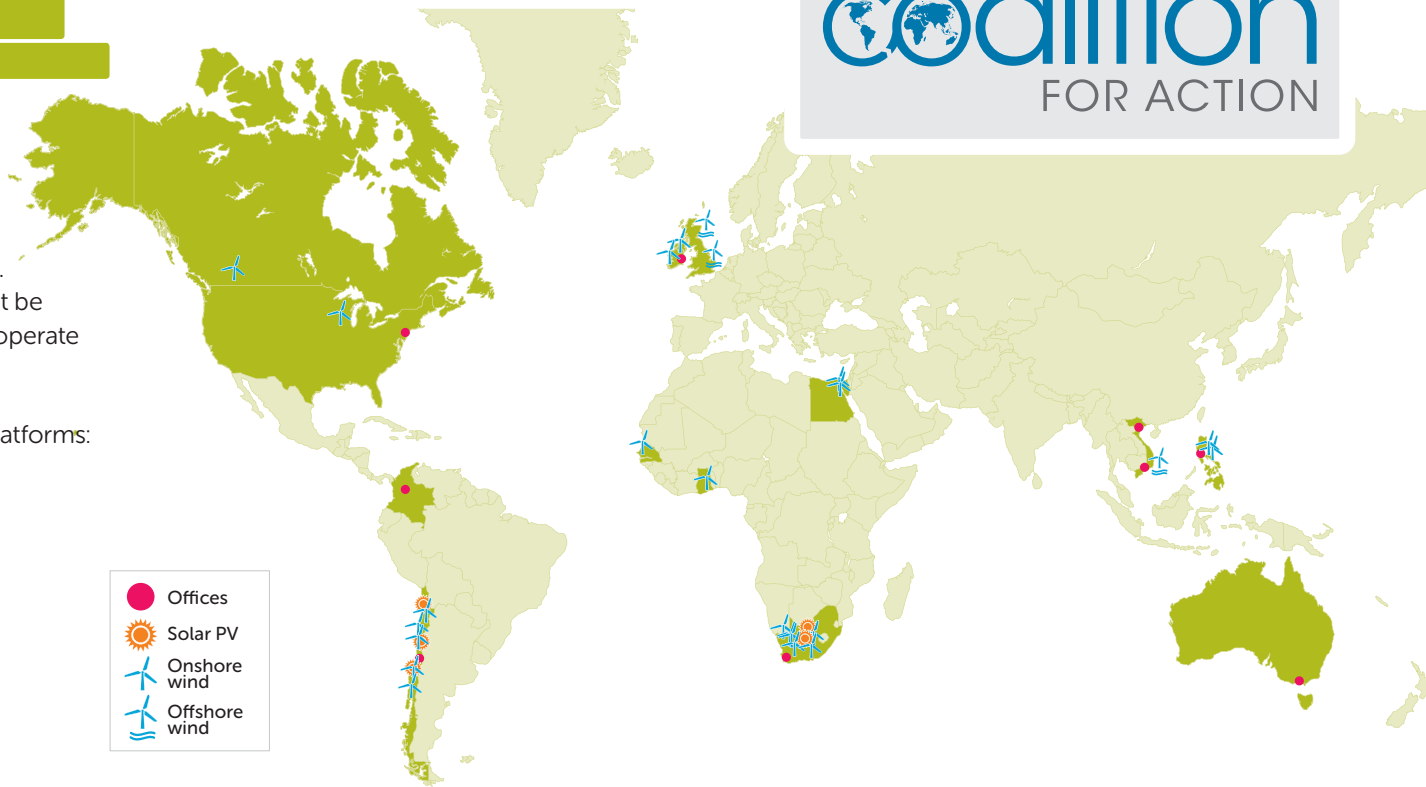 coalition
FOR ACTION
.
t be
operate
atforms:
Offices
Solar PV
Onshore
wind
Offshore
wind